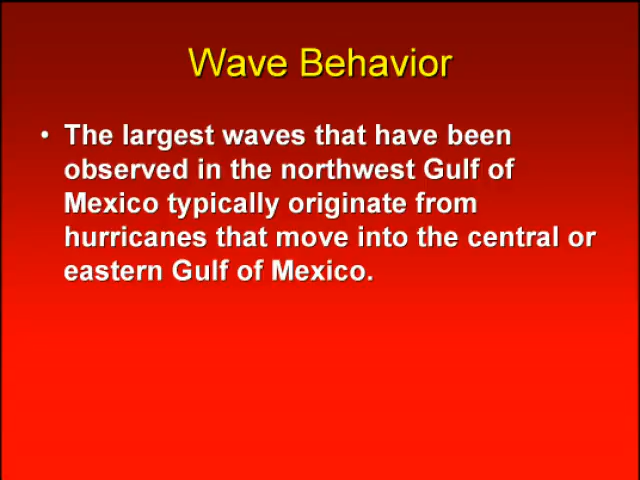 Wave Behavior
• The largest waves that have been
observed in the northwest Gulf of
Mexico typically originate from
hurricanes that move into the central or
eastern Gulf of Mexico.